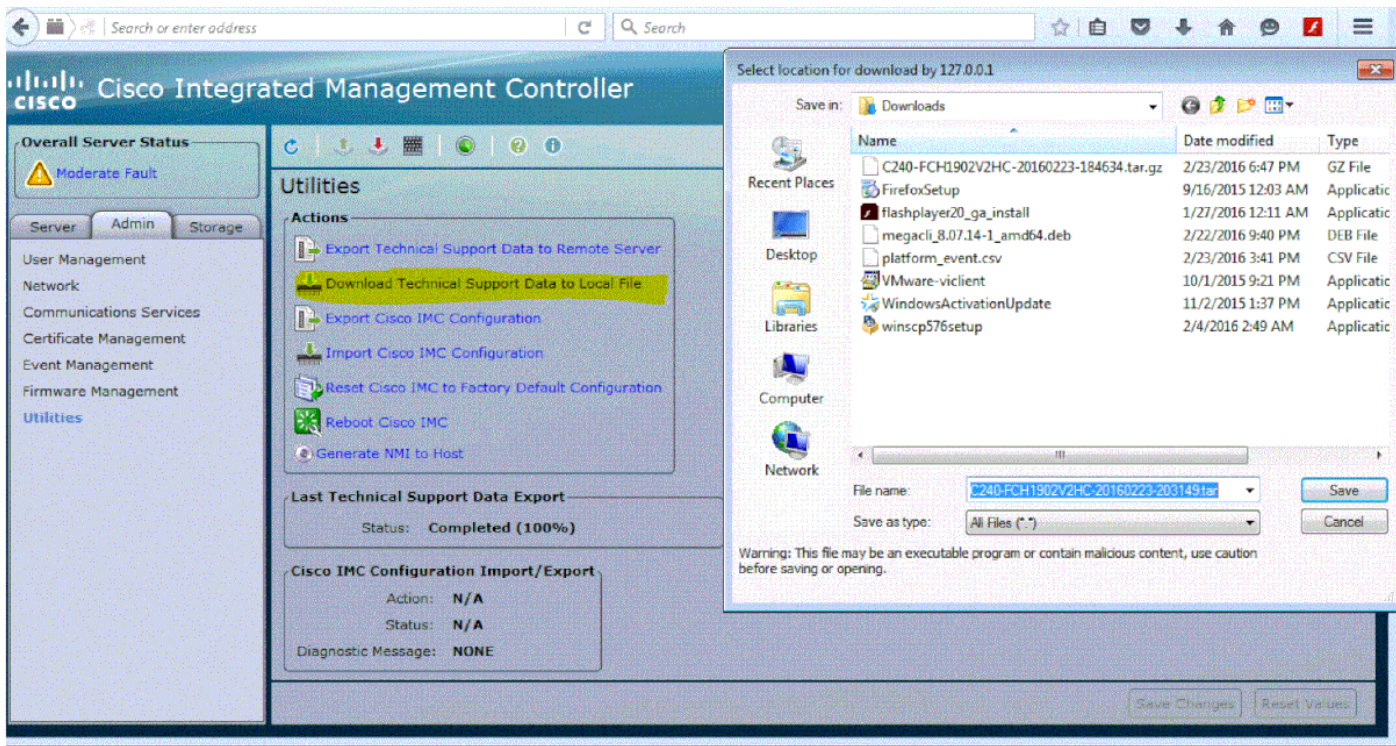 Search or enter address
Search
cisco
Cisco Integrated Management Controller
Overall Server Status
Moderate Fault
Server
Admin
Storage
User Management
Network
Communications Services
Certificate Management
Event Management
Firmware Management
Utilities
Utilities
Actions
Export Technical Support Data to Remote Server
Download Technical Support Data to Local File
Export Cisco IMC Configuration
Import Cisco IMC Configuration
Reset Cisco IMC to Factory Default Configuration
Reboot Cisco IMC
Generate NMI to Host
Last Technical Support Data Export
Status: Completed (100%)
Cisco IMC Configuration Import/Export
Action: N/A
Status: N/A
Diagnostic Message: NONE
Save Changes
Reset Values
Select location for download by 127.0.0.1
Save in: Downloads
Recent Places
Desktop
Libraries
Computer
Network
Name Date modified Type
C240-FCH1902V2HC-20160223-184634.tar.gz 2/23/2016 6:47 PM GZ File
FirefoxSetup 9/16/2015 12:03 AM Applicatic
flashplayer20_ga_install 1/27/2016 12:11 AM Applicatic
megacli_8.07.14-1_amd64.deb 2/22/2016 9:40 PM DEB File
platform_event.csv 2/23/2016 3:41 PM CSV File
VMware-viclient 10/1/2015 9:21 PM Applicatic
WindowsActivationUpdate 11/2/2015 1:37 PM Applicatic
winscp576setup 2/4/2016 2:49 AM Applicatic
File name: C240-FCH1902V2HC-20160223-203149.tar
Save
Save as type: All Files (*.*)
Cancel
Warning: This file may be an executable program or contain malicious content, use caution
before saving or opening.